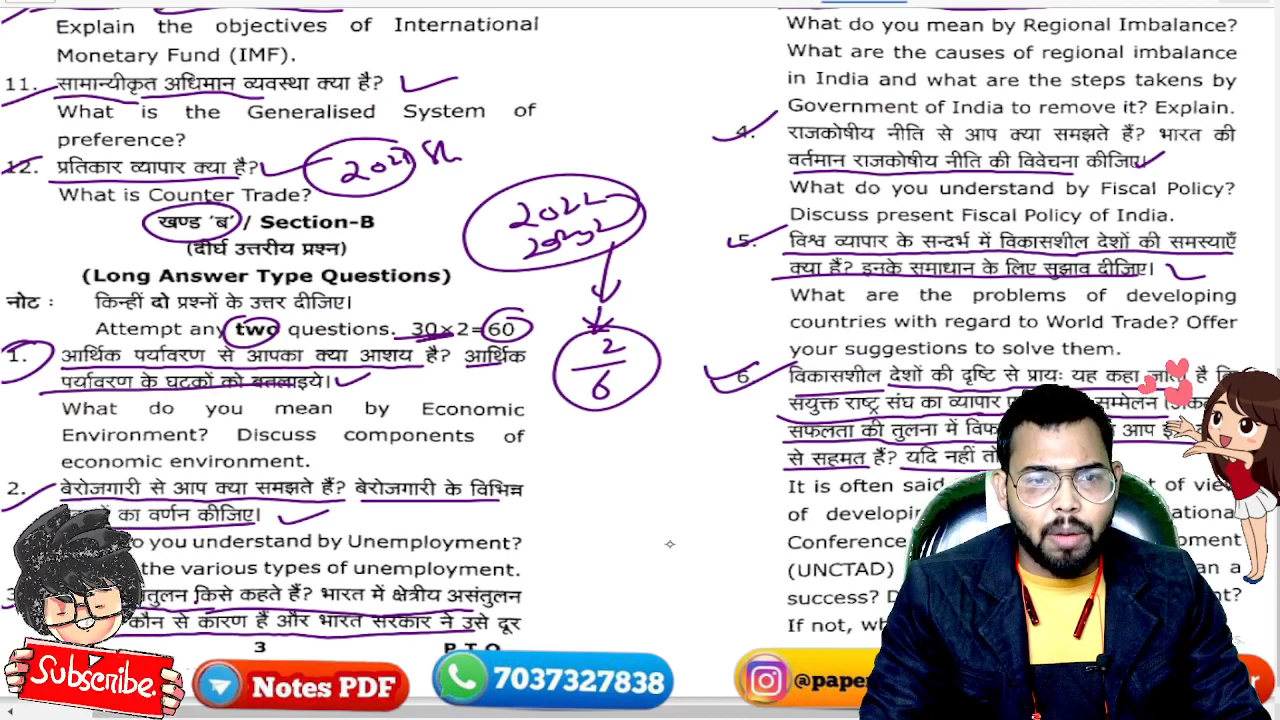 Explain the objectives of International
Monetary Fund (IMF).
11. सामान्यीकृत अधिमान व्यवस्था क्या है?
What is the Generalised System of
preference?
12. प्रतिकार व्यापार क्या है?
What is Counter Trade?
खण्ड 'ब' / Section-B
(दीर्घ उत्तरीय प्रश्न)
(Long Answer Type Questions)
नोट : किन्हीं दो प्रश्नों के उत्तर दीजिए।
Attempt any two questions. 30×2=60
1. आर्थिक पर्यावरण से आपका क्या आशय है? आर्थिक
पर्यावरण के घटकों को बतलाइये।
What do you mean by Economic
Environment? Discuss components of
economic environment.
2. बेरोजगारी से आप क्या समझते हैं? बेरोजगारी के विभिन्न
का वर्णन कीजिए।
o you understand by Unemployment?
the various types of unemployment.
तुलन किसे कहते हैं? भारत में क्षेत्रीय असंतुलन
कौन से कारण हैं और भारत सरकार ने उसे दूर
3 P.T.O.
2022
2
6
What do you mean by Regional Imbalance?
What are the causes of regional imbalance
in India and what are the steps takens by
Government of India to remove it? Explain.
4. राजकोषीय नीति से आप क्या समझते हैं? भारत की
वर्तमान राजकोषीय नीति की विवेचना कीजिए।
What do you understand by Fiscal Policy?
Discuss present Fiscal Policy of India.
5. विश्व व्यापार के सन्दर्भ में विकासशील देशों की समस्याएँ
क्या हैं? इनके समाधान के लिए सुझाव दीजिए।
What are the problems of developing
countries with regard to World Trade? Offer
your suggestions to solve them.
6 विकासशील देशों की दृष्टि से प्रायः यह कहा जाता है
संयुक्त राष्ट्र संघ का व्यापार सम्मेलन
सफलता की तुलना में आप
से सहमत हैं? यदि नहीं तो
It is often said t of view
of develop
Conference
(UNCTAD) an a
success?
If not, wh
Subscribe.
Notes PDF
7037327838
@pape